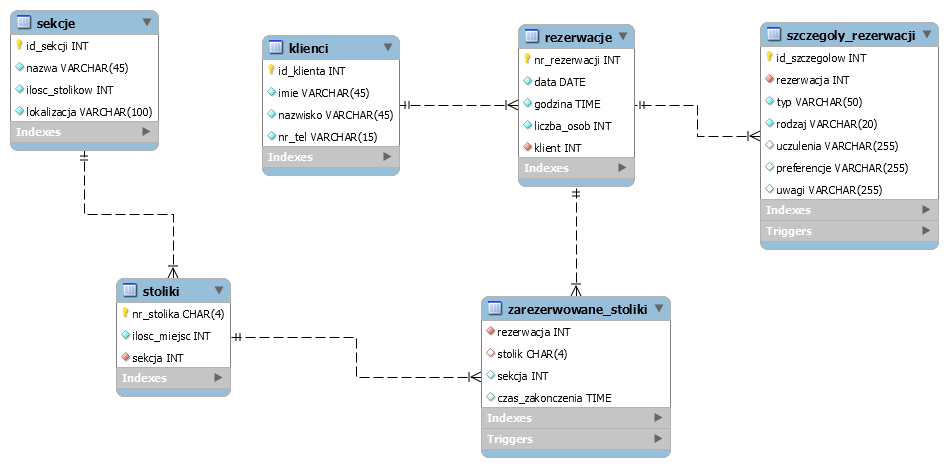 sekcje
id_sekcji INT
nazwa VARCHAR(45)
ilosc_stolikow INT
lokalizacja VARCHAR(100)
Indexes
klienci
id_klienta INT
imie VARCHAR(45)
nazwisko VARCHAR(45)
nr_tel VARCHAR(15)
Indexes
rezerwacje
nr_rezerwacji INT
data DATE
godzina TIME
liczba_osob INT
klient INT
Indexes
szczegoly_rezerwacji
id_szczegolow INT
rezerwacja INT
typ VARCHAR(50)
rodzaj VARCHAR(20)
uczulenia VARCHAR(255)
preferencje VARCHAR(255)
uwagi VARCHAR(255)
Indexes
Triggers
stoliki
nr_stolika CHAR(4)
ilosc_miejsc INT
sekcja INT
Indexes
zarezerwowane_stoliki
rezerwacja INT
stolik CHAR(4)
sekcja INT
czas_zakonczenia TIME
Indexes
Triggers